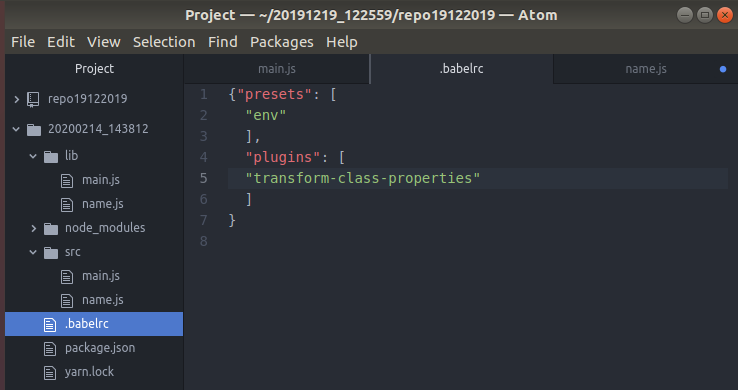 Project — ~/20191219_122559/repo19122019 — Atom
File Edit View Selection Find Packages Help
Project
repo19122019
20200214_143812
lib
main.js
name.js
node_modules
src
main.js
name.js
.babelrc
package.json
yarn.lock
main.js .babelrc name.js
1 {"presets": [
2 "env"
3 ],
4 "plugins": [
5 "transform-class-properties"
6 ]
7 }
8